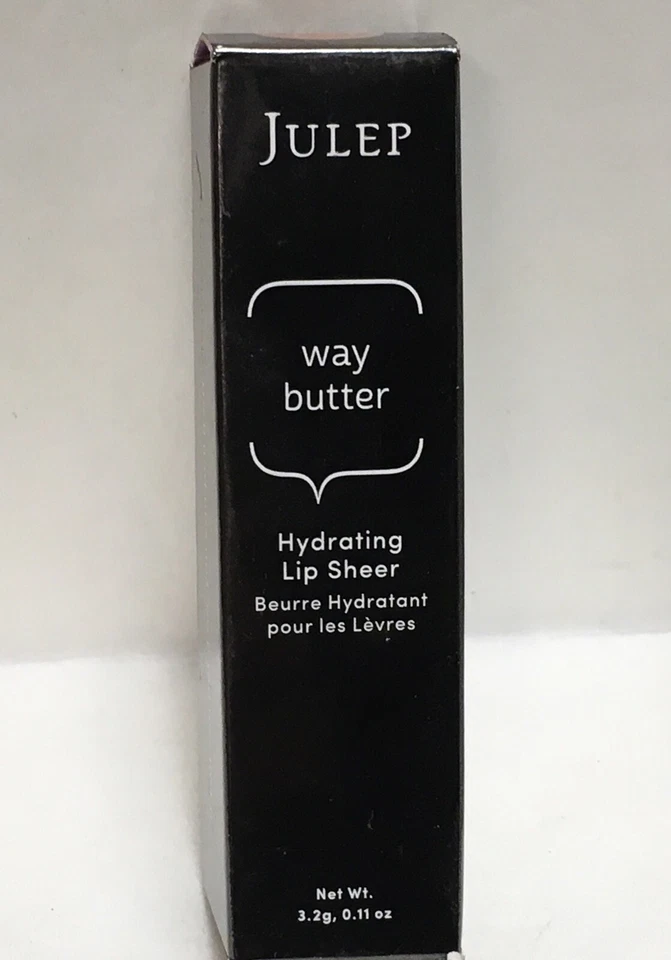 JULEP
way
butter
Hydrating
Lip Sheer
Beurre Hydratant
pour les Lèvres
Net Wt.
3.2g, 0.11 oz